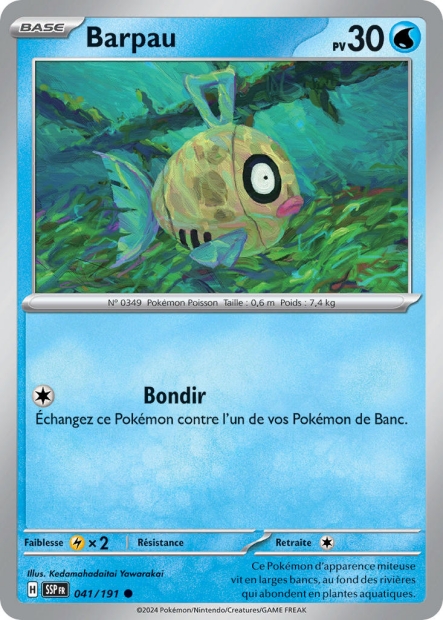 BASE
Barpau
PV 30
N° 0349 Pokémon Poisson Taille : 0,6 m Poids : 7,4 kg
Bondir
Échangez ce Pokémon contre l'un de vos Pokémon de Banc.
Faiblesse × 2 Résistance Retraite
Illus. Kedamahadaitai Yawarakai
H SSP FR 041/191
Ce Pokémon d'apparence miteuse
vit en larges bancs, au fond des rivières
qui abondent en plantes aquatiques.
©2024 Pokémon/Nintendo/Creatures/GAME FREAK